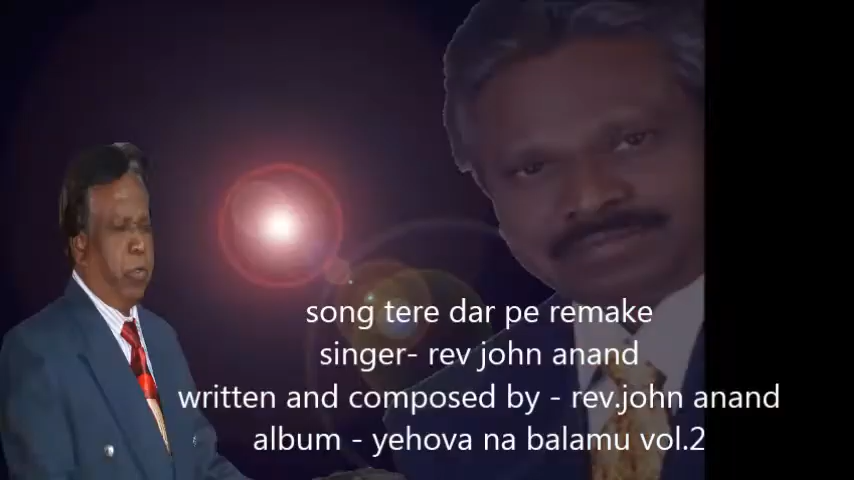 song tere dar pe remake
singer- rev john anand
written and composed by - rev.john anand
album - yehova na balamu vol.2